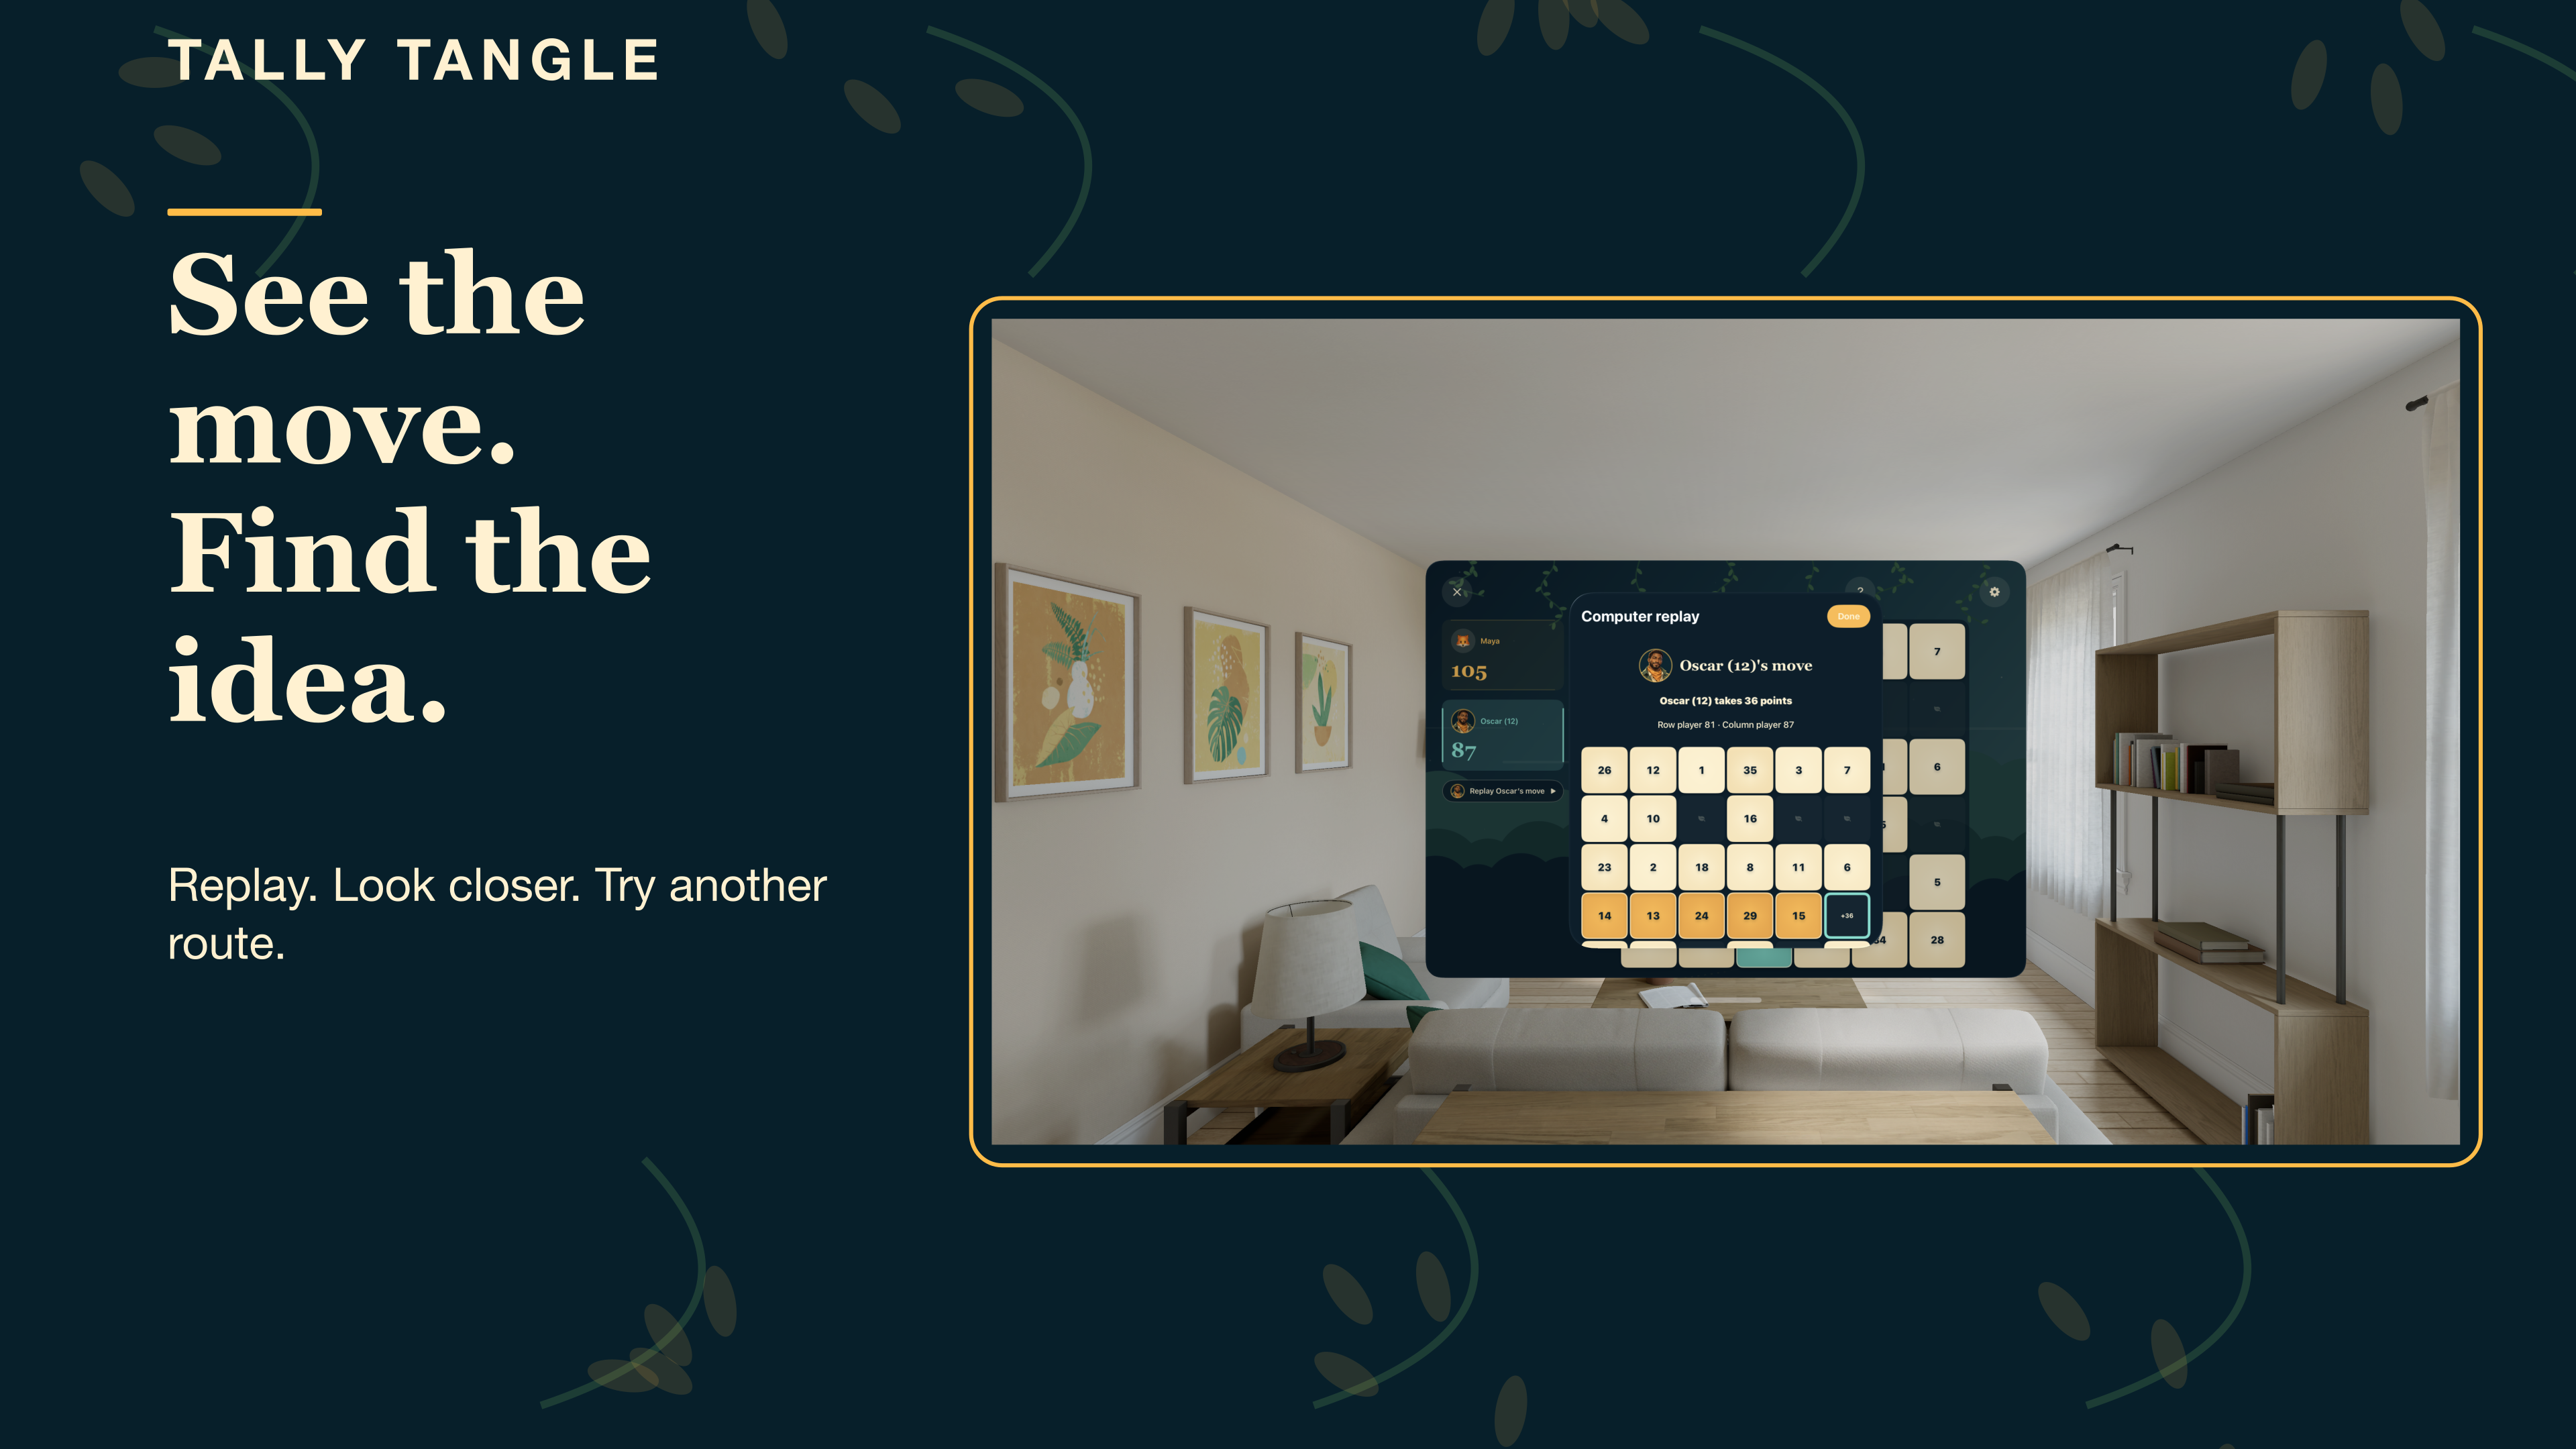 TALLY TANGLE
See the
move.
Find the
idea.
Replay. Look closer. Try another
route.
Maya
105
Oscar (12)
87
Replay Oscar's move
Computer replay
Done
Oscar (12)'s move
Oscar (12) takes 36 points
Row player 81 · Column player 87
26 12 1 35 3 7
4 10 16
23 2 18 8 11 6
14 13 24 29 15 +36
7
6
5
28